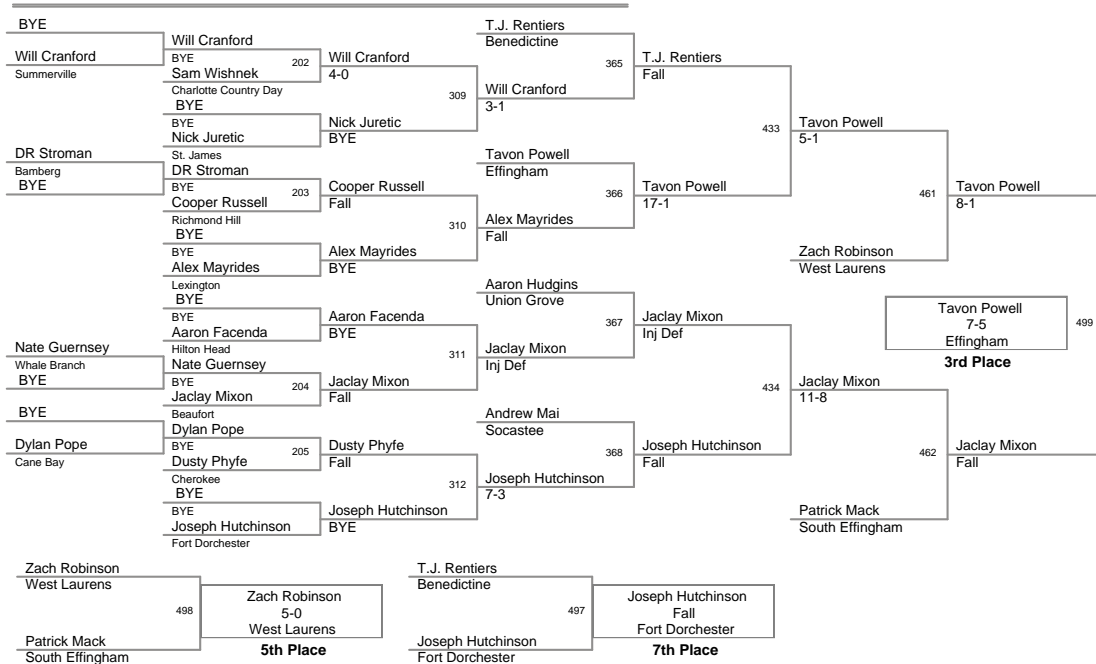 BYE
Will Cranford
Summerville
DR Stroman
Bamberg
BYE
Nate Guernsey
Whale Branch
BYE
BYE
Dylan Pope
Cane Bay
Will Cranford
BYE
202
Sam Wishnek
Charlotte Country Day
BYE
BYE
Nick Juretic
St. James
DR Stroman
BYE
203
Cooper Russell
Richmond Hill
BYE
BYE
Alex Mayrides
Lexington
BYE
BYE
Aaron Facenda
Hilton Head
Nate Guernsey
BYE
204
Jaclay Mixon
Beaufort
Dylan Pope
BYE
205
Dusty Phyfe
Cherokee
BYE
BYE
Joseph Hutchinson
Fort Dorchester
Will Cranford
4-0
309
Nick Juretic
BYE
Cooper Russell
Fall
310
Alex Mayrides
BYE
Aaron Facenda
BYE
311
Jaclay Mixon
Fall
Dusty Phyfe
Fall
312
Joseph Hutchinson
BYE
T.J. Rentiers
Benedictine
365
Will Cranford
3-1
Tavon Powell
Effingham
366
Alex Mayrides
Fall
Aaron Hudgins
Union Grove
367
Jaclay Mixon
Inj Def
Andrew Mai
Socastee
368
Joseph Hutchinson
7-3
T.J. Rentiers
Fall
433
Tavon Powell
17-1
Jaclay Mixon
Inj Def
434
Joseph Hutchinson
Fall
Tavon Powell
5-1
461
Zach Robinson
West Laurens
Jaclay Mixon
11-8
462
Patrick Mack
South Effingham
Tavon Powell
8-1
Tavon Powell
7-5
499
Effingham
3rd Place
Jaclay Mixon
Fall
Zach Robinson
West Laurens
498
Patrick Mack
South Effingham
Zach Robinson
5-0
West Laurens
5th Place
T.J. Rentiers
Benedictine
497
Joseph Hutchinson
Fort Dorchester
Joseph Hutchinson
Fall
Fort Dorchester
7th Place